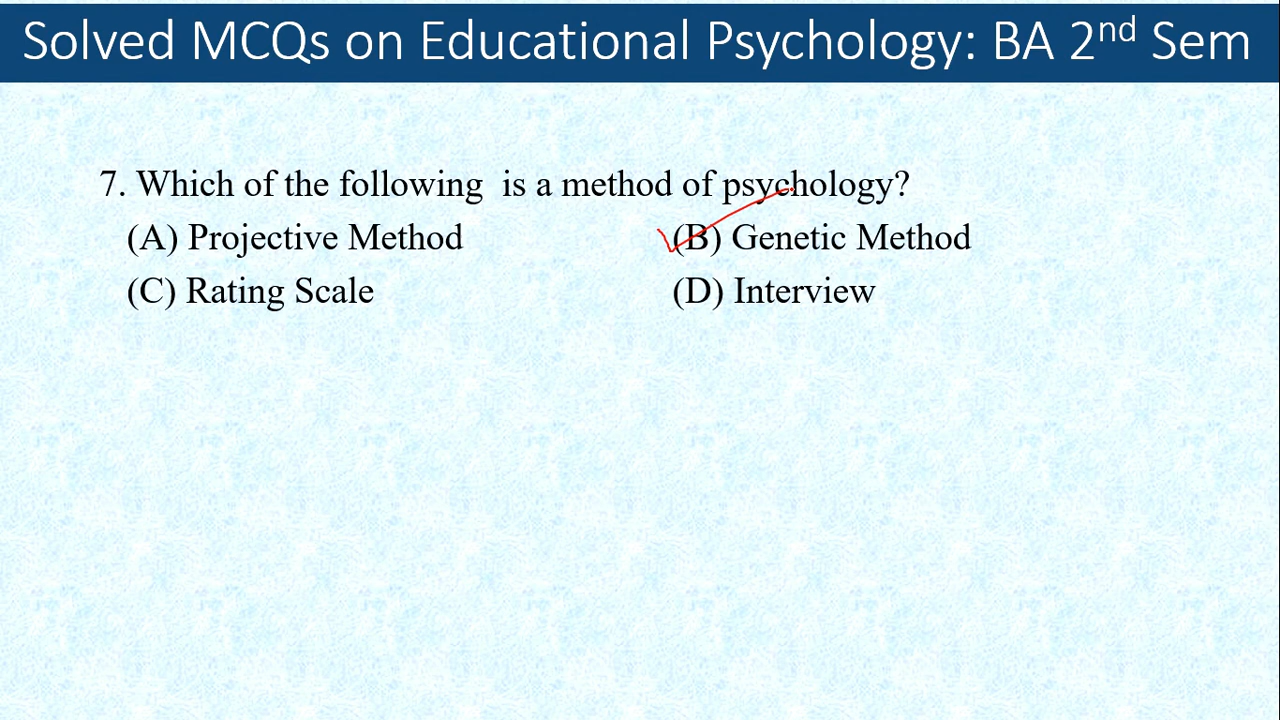 Solved MCQs on Educational Psychology: BA 2nd Sem
7. Which of the following is a method of psychology?
(A) Projective Method (B) Genetic Method
(C) Rating Scale (D) Interview